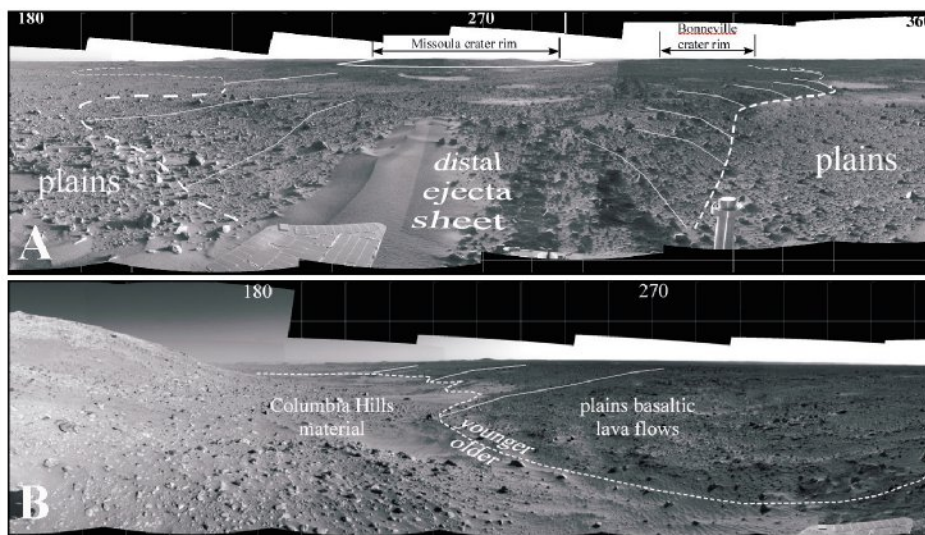 180
270
360
Missoula crater rim
Bonneville
crater rim
plains
distal
ejecta
sheet
plains
A
180
270
Columbia Hills
material
plains basaltic
lava flows
younger
older
B